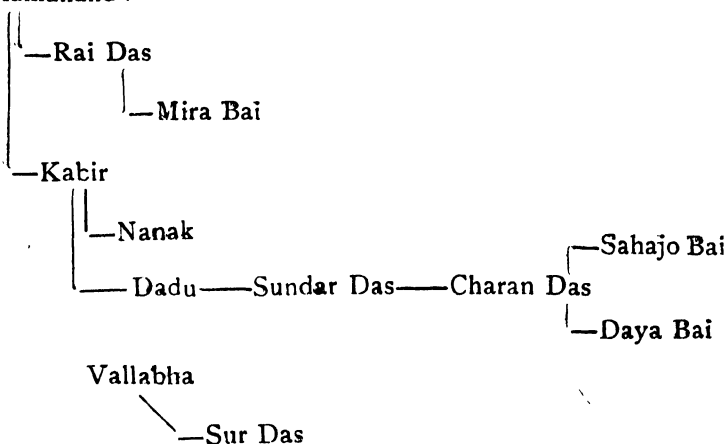 —Rai Das
—Mira Bai
—Kabir
—Nanak
—Sahajo Bai
—Dadu——Sundar Das——Charan Das
—Daya Bai
Vallabha
—Sur Das